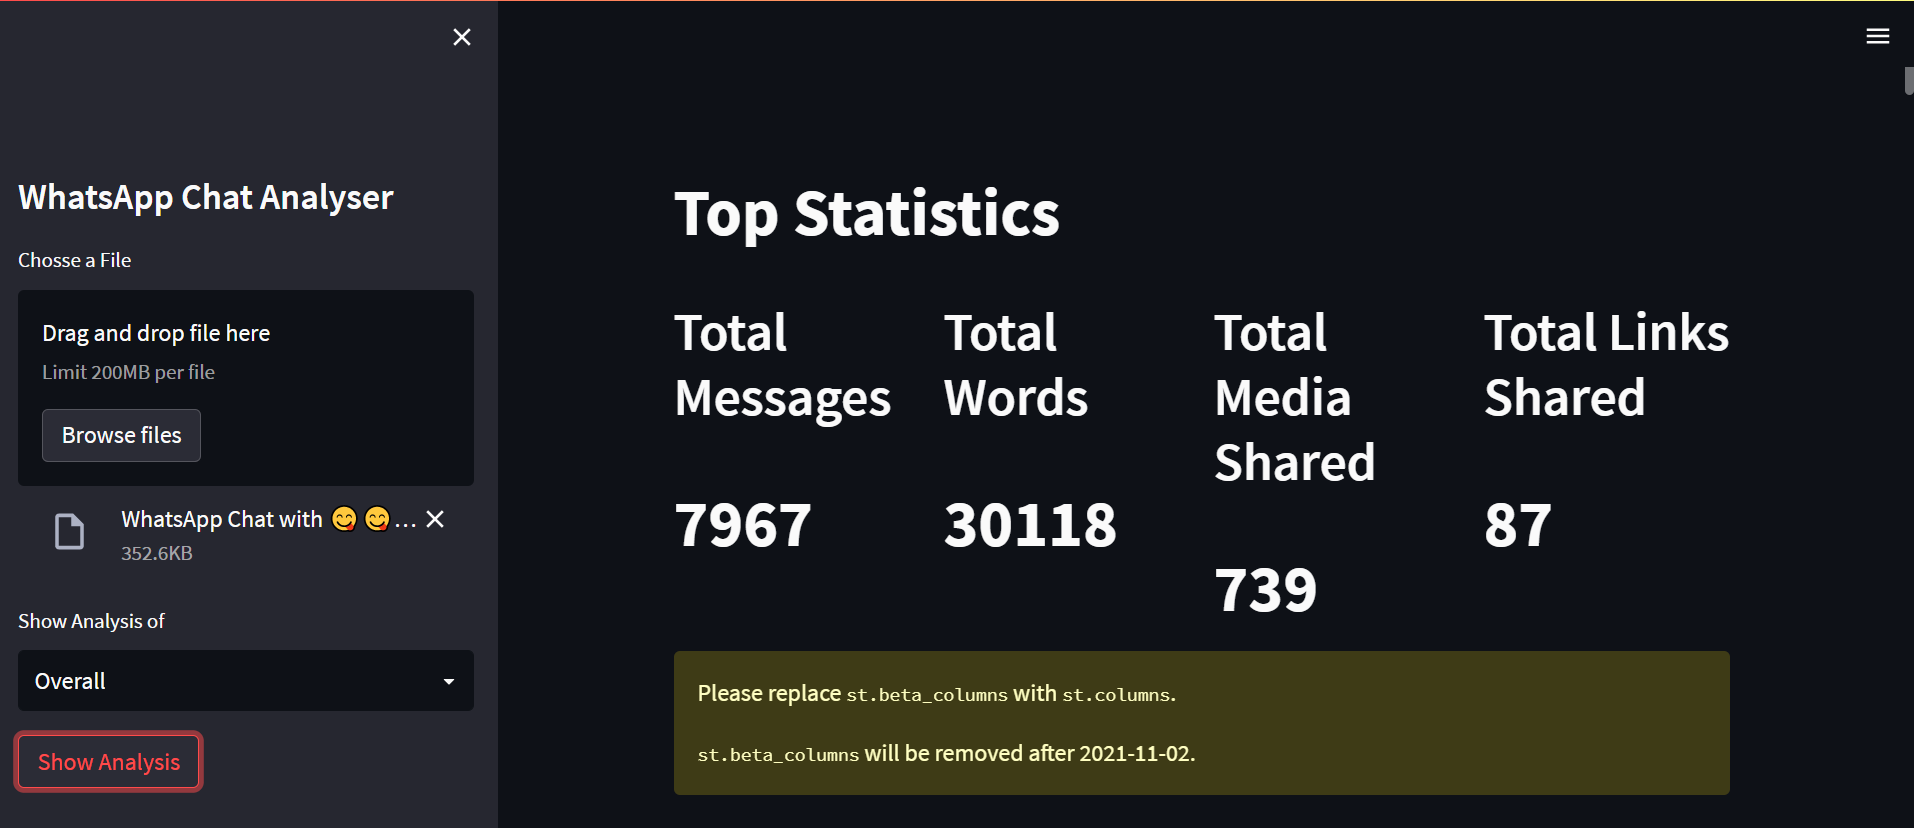 WhatsApp Chat Analyser
Chosse a File
Drag and drop file here
Limit 200MB per file
Browse files
WhatsApp Chat with 😋 😋 ...
352.6KB
Show Analysis of
Overall
Show Analysis
Top Statistics
Total
Messages
7967
Total
Words
30118
Total
Media
Shared
739
Total Links
Shared
87
Please replace st.beta_columns with st.columns.
st.beta_columns will be removed after 2021-11-02.